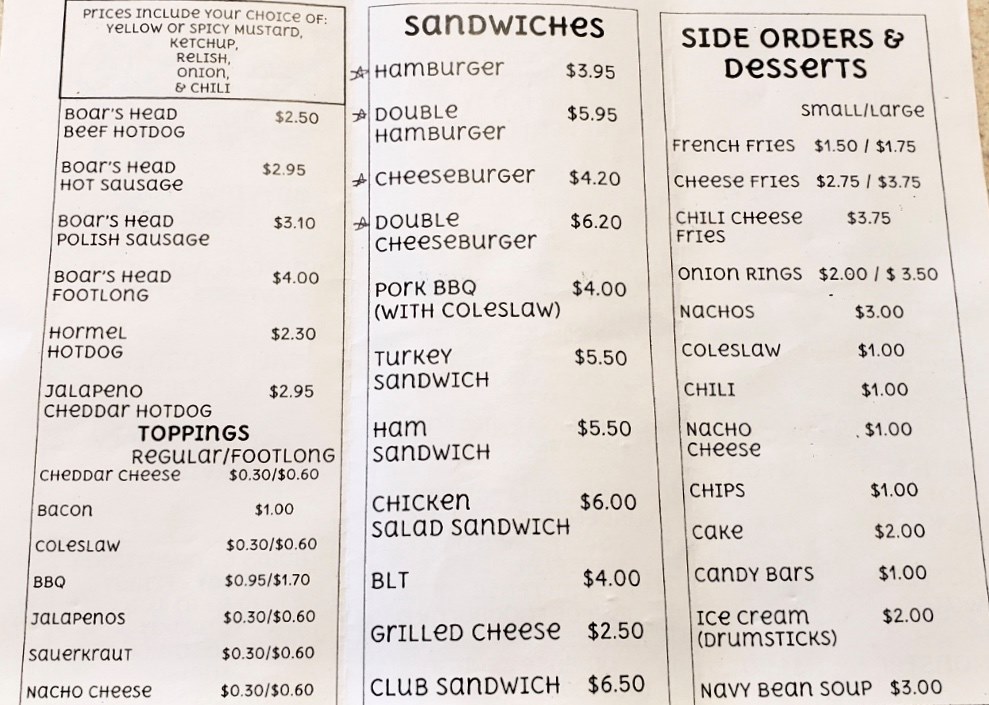 PRICES INCLUDE YOUR CHOICE OF:
YELLOW OR SPICY MUSTARD,
KETCHUP,
RELISH,
ONION,
& CHILI
BOAR'S HEAD
BEEF HOTDOG $2.50
BOAR'S HEAD
HOT SAUSAGE $2.95
BOAR'S HEAD
POLISH SAUSAGE $3.10
BOAR'S HEAD
FOOTLONG $4.00
HORMEL
HOTDOG $2.30
JALAPENO
CHEDDAR HOTDOG $2.95
TOPPINGS
REGULAR/FOOTLONG
CHEDDAR CHEESE $0.30/$0.60
BACON $1.00
COLESLAW $0.30/$0.60
BBQ $0.95/$1.70
JALAPENOS $0.30/$0.60
SAUERKRAUT $0.30/$0.60
NACHO CHEESE $0.30/$0.60
SANDWICHES
HAMBURGER $3.95
DOUBLE $5.95
HAMBURGER
CHEESEBURGER $4.20
DOUBLE $6.20
CHEESEBURGER
PORK BBQ $4.00
(WITH COLESLAW)
TURKEY $5.50
SANDWICH
HAM $5.50
SANDWICH
CHICKEN $6.00
SALAD SANDWICH
BLT $4.00
GRILLED CHEESE $2.50
CLUB SANDWICH $6.50
SIDE ORDERS &
DESSERTS
SMALL/LARGE
FRENCH FRIES $1.50 / $1.75
CHEESE FRIES $2.75 / $3.75
CHILI CHEESE $3.75
FRIES
ONION RINGS $2.00 / $ 3.50
NACHOS $3.00
COLESLAW $1.00
CHILI $1.00
NACHO $1.00
CHEESE
CHIPS $1.00
CAKE $2.00
CANDY BARS $1.00
ICE CREAM $2.00
(DRUMSTICKS)
NAVY BEAN SOUP $3.00